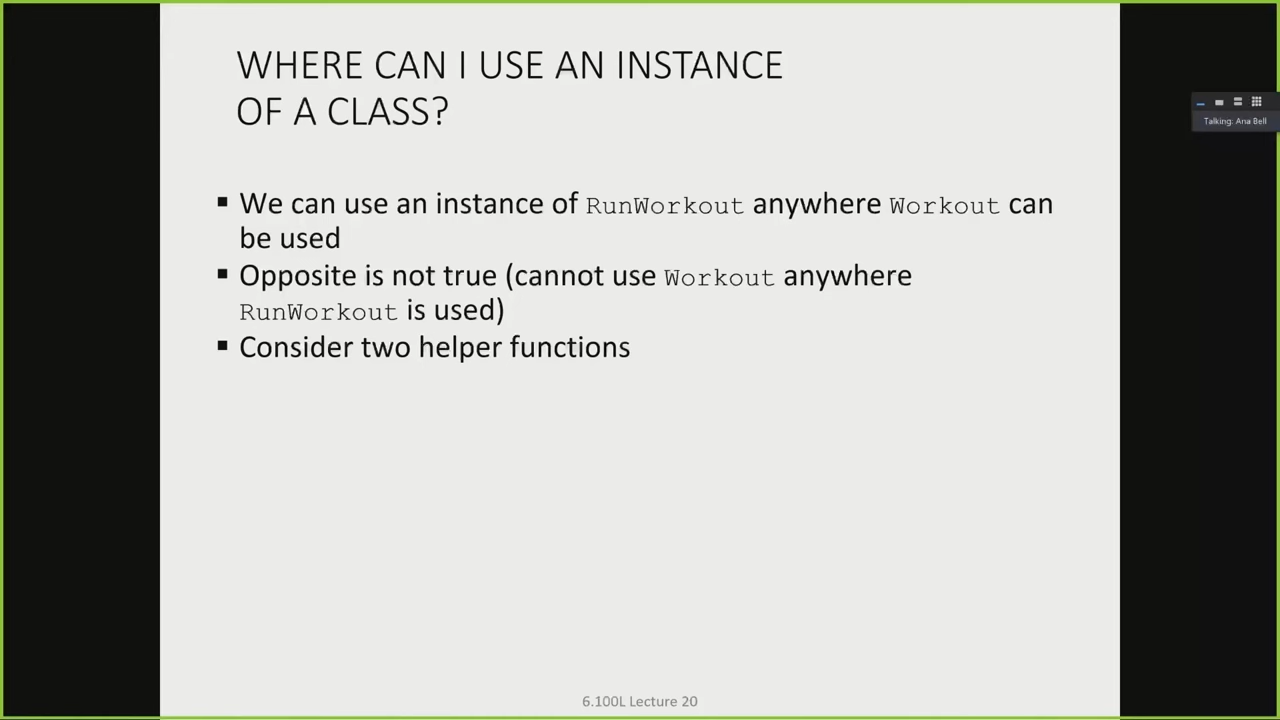 WHERE CAN I USE AN INSTANCE
OF A CLASS?
Talking: Ana Bell
▪ We can use an instance of RunWorkout anywhere Workout can
be used
▪ Opposite is not true (cannot use Workout anywhere
RunWorkout is used)
▪ Consider two helper functions
6.100L Lecture 20